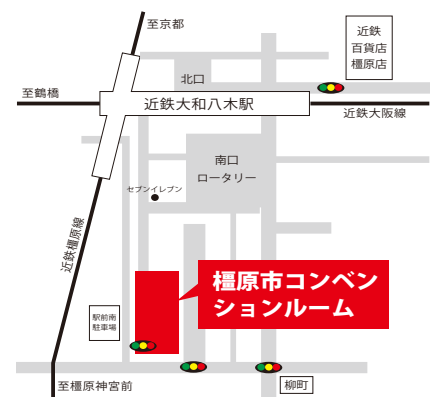 至京都
近鉄
百貨店
橿原店
北口
至鶴橋
近鉄大和八木駅
近鉄大阪線
南口
ロータリー
セブンイレブン
近鉄橿原線
橿原市コンベン
ションルーム
駅前南
駐車場
至橿原神宮前
柳町